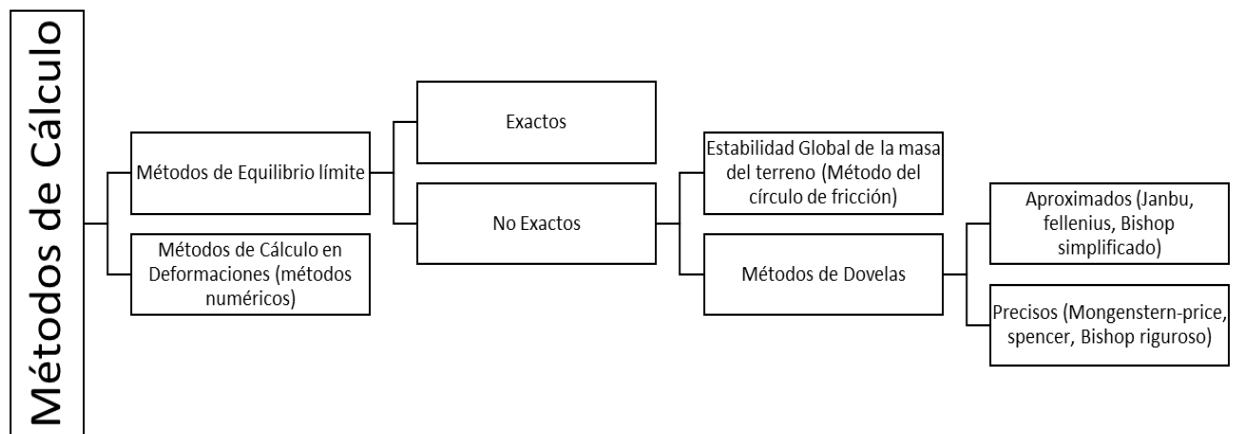 Métodos de Cálculo
Métodos de Equilibrio límite
Métodos de Cálculo en
Deformaciones (métodos
numéricos)
Exactos
No Exactos
Estabilidad Global de la masa
del terreno (Método del
círculo de fricción)
Métodos de Dovelas
Aproximados (Janbu,
fellenius, Bishop
simplificado)
Precisos (Mongenstern-price,
spencer, Bishop riguroso)